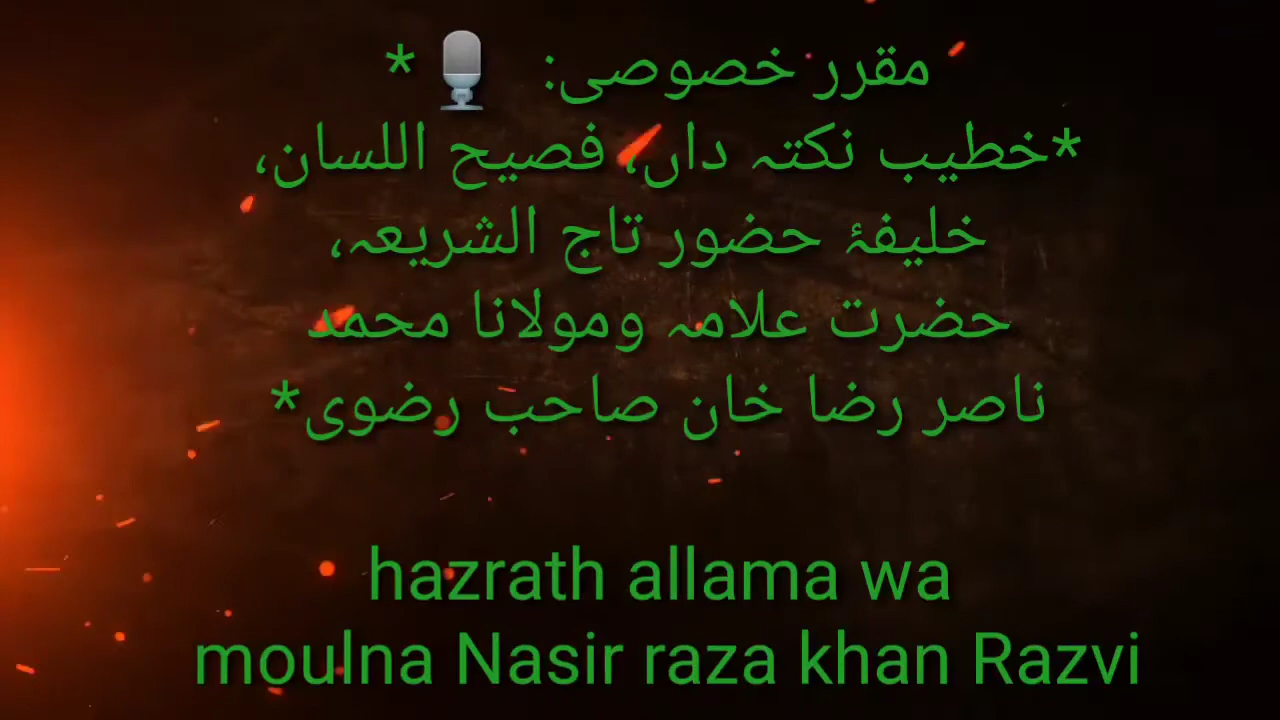 مقرر خصوصی: 🎙️*
*خطیب نکتہ داں، فصیح اللسان،
خلیفۂ حضور تاج الشریعہ،
حضرت علامہ ومولانا محمد
ناصر رضا خان صاحب رضوی*
hazrath allama wa
moulna Nasir raza khan Razvi